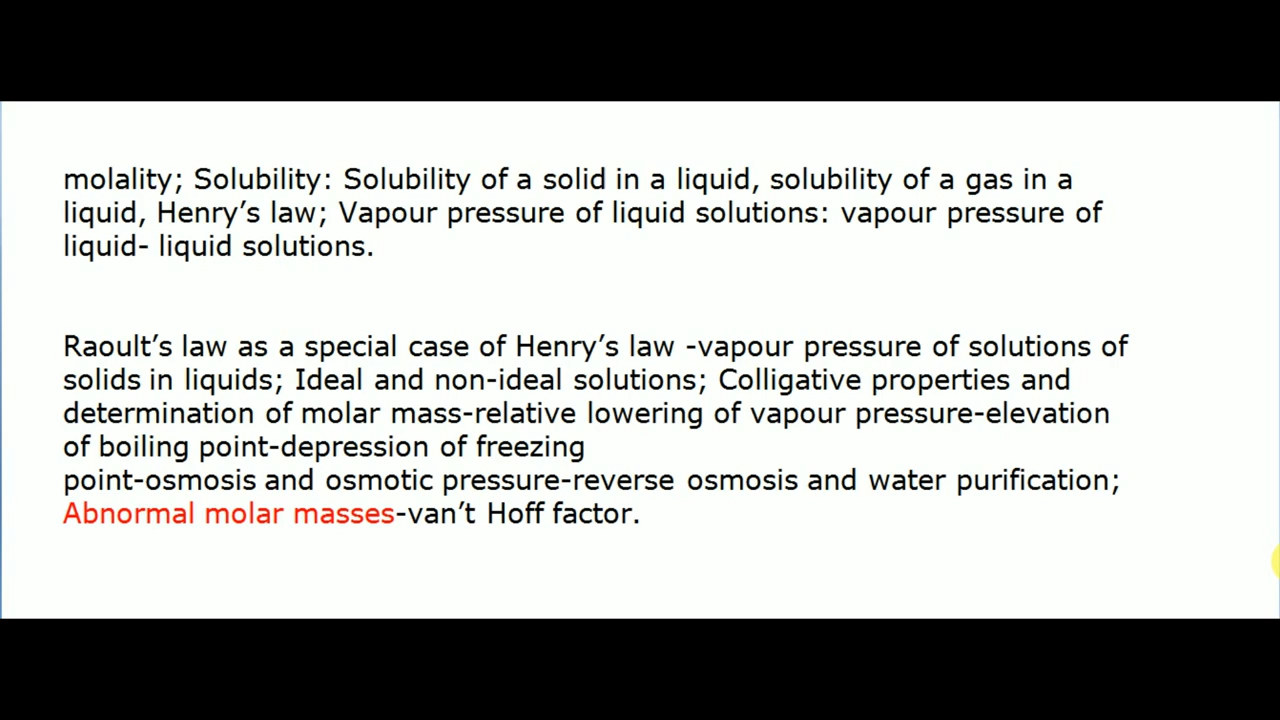 molality; Solubility: Solubility of a solid in a liquid, solubility of a gas in a
liquid, Henry’s law; Vapour pressure of liquid solutions: vapour pressure of
liquid- liquid solutions.
Raoult’s law as a special case of Henry’s law -vapour pressure of solutions of
solids in liquids; Ideal and non-ideal solutions; Colligative properties and
determination of molar mass-relative lowering of vapour pressure-elevation
of boiling point-depression of freezing
point-osmosis and osmotic pressure-reverse osmosis and water purification;
Abnormal molar masses-van’t Hoff factor.